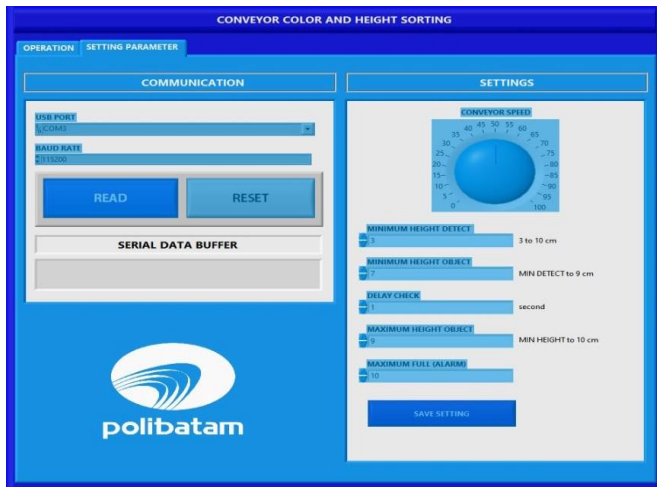 CONVEYOR COLOR AND HEIGHT SORTING
OPERATION SETTING PARAMETER
COMMUNICATION
USB PORT
COM3
BAUD RATE
115200
READ RESET
SERIAL DATA BUFFER
polibatam
SETTINGS
CONVEYOR SPEED
0 5 10 15 20 25 30 35 40 45 50 55 60 65 70 75 80 85 90 95 100
MINIMUM HEIGHT DETECT
3 3 to 10 cm
MINIMUM HEIGHT OBJECT
7 MIN DETECT to 9 cm
DELAY CHECK
1 second
MAXIMUM HEIGHT OBJECT
9 MIN HEIGHT to 10 cm
MAXIMUM FULL (ALARM)
10
SAVE SETTING